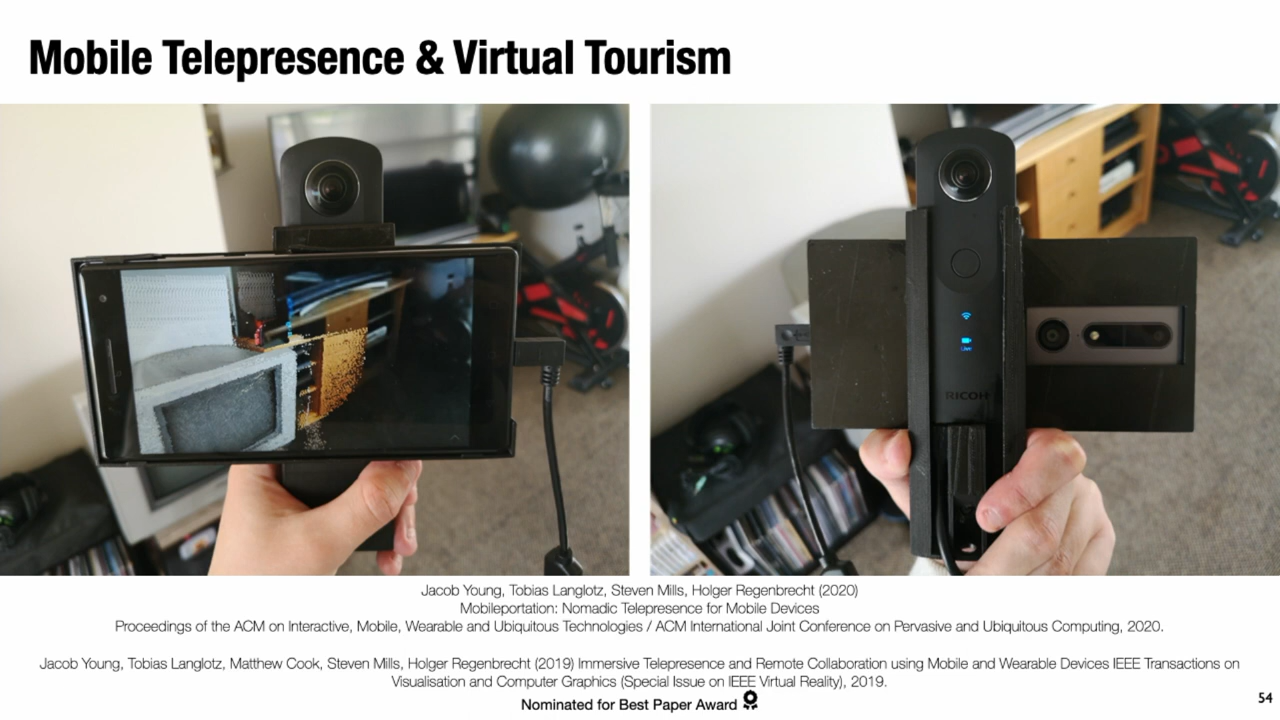 Mobile Telepresence & Virtual Tourism
Live
RICOH
Jacob Young, Tobias Langlotz, Steven Mills, Holger Regenbrecht (2020)
Mobileportation: Nomadic Telepresence for Mobile Devices
Proceedings of the ACM on Interactive, Mobile, Wearable and Ubiquitous Technologies / ACM International Joint Conference on Pervasive and Ubiquitous Computing, 2020.
Jacob Young, Tobias Langlotz, Matthew Cook, Steven Mills, Holger Regenbrecht (2019) Immersive Telepresence and Remote Collaboration using Mobile and Wearable Devices IEEE Transactions on
Visualisation and Computer Graphics (Special Issue on IEEE Virtual Reality), 2019.
Nominated for Best Paper Award
54